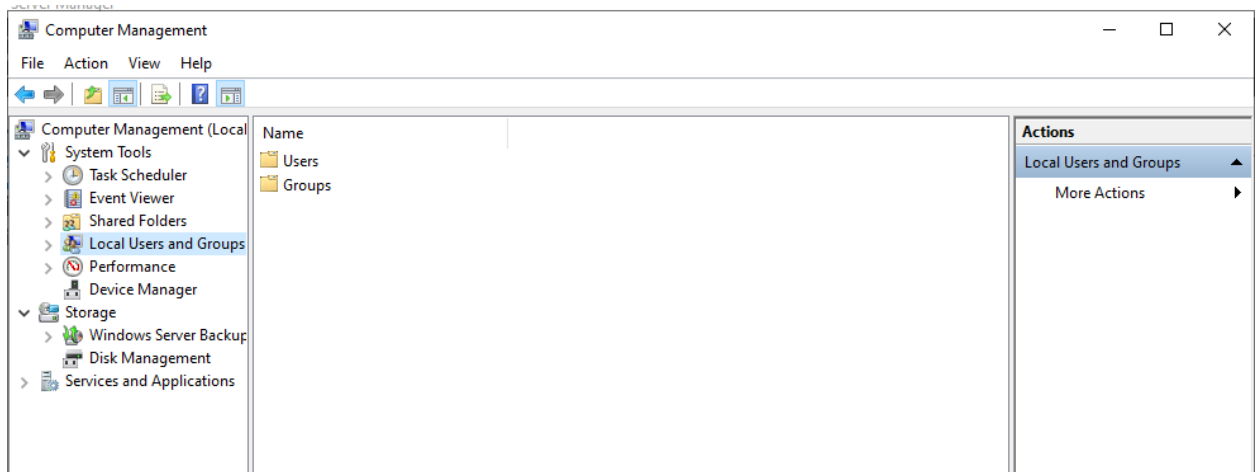 Server Manager
Computer Management
File Action View Help
Computer Management (Local
System Tools
Task Scheduler
Event Viewer
Shared Folders
Local Users and Groups
Performance
Device Manager
Storage
Windows Server Backup
Disk Management
Services and Applications
Name
Users
Groups
Actions
Local Users and Groups
More Actions